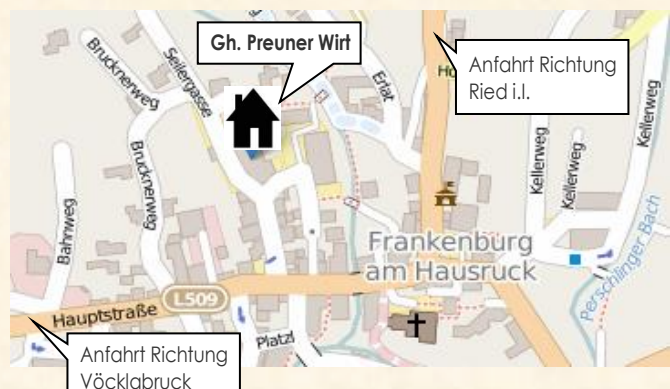 Gh. Preuner Wirt
Anfahrt Richtung
Ried i.I.
Brucknerweg
Seilergasse
Erlat
Kellerweg
Brucknerweg
Kellerweg
Kellerweg
Bahnweg
Frankenburg
am Hausruck
Perschlinger Bach
L509
Hauptstraße
Platzl
Anfahrt Richtung
Vöcklabruck